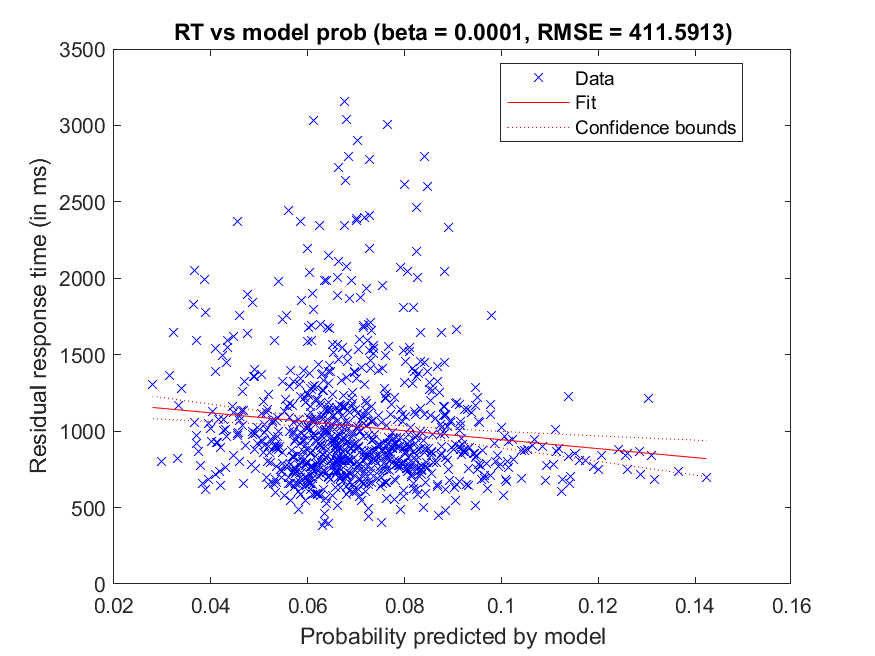 RT vs model prob (beta = 0.0001, RMSE = 411.5913)
3500
3000
2500
2000
1500
1000
500
0
Residual response time (in ms)
Data
Fit
Confidence bounds
0.02 0.04 0.06 0.08 0.1 0.12 0.14 0.16
Probability predicted by model